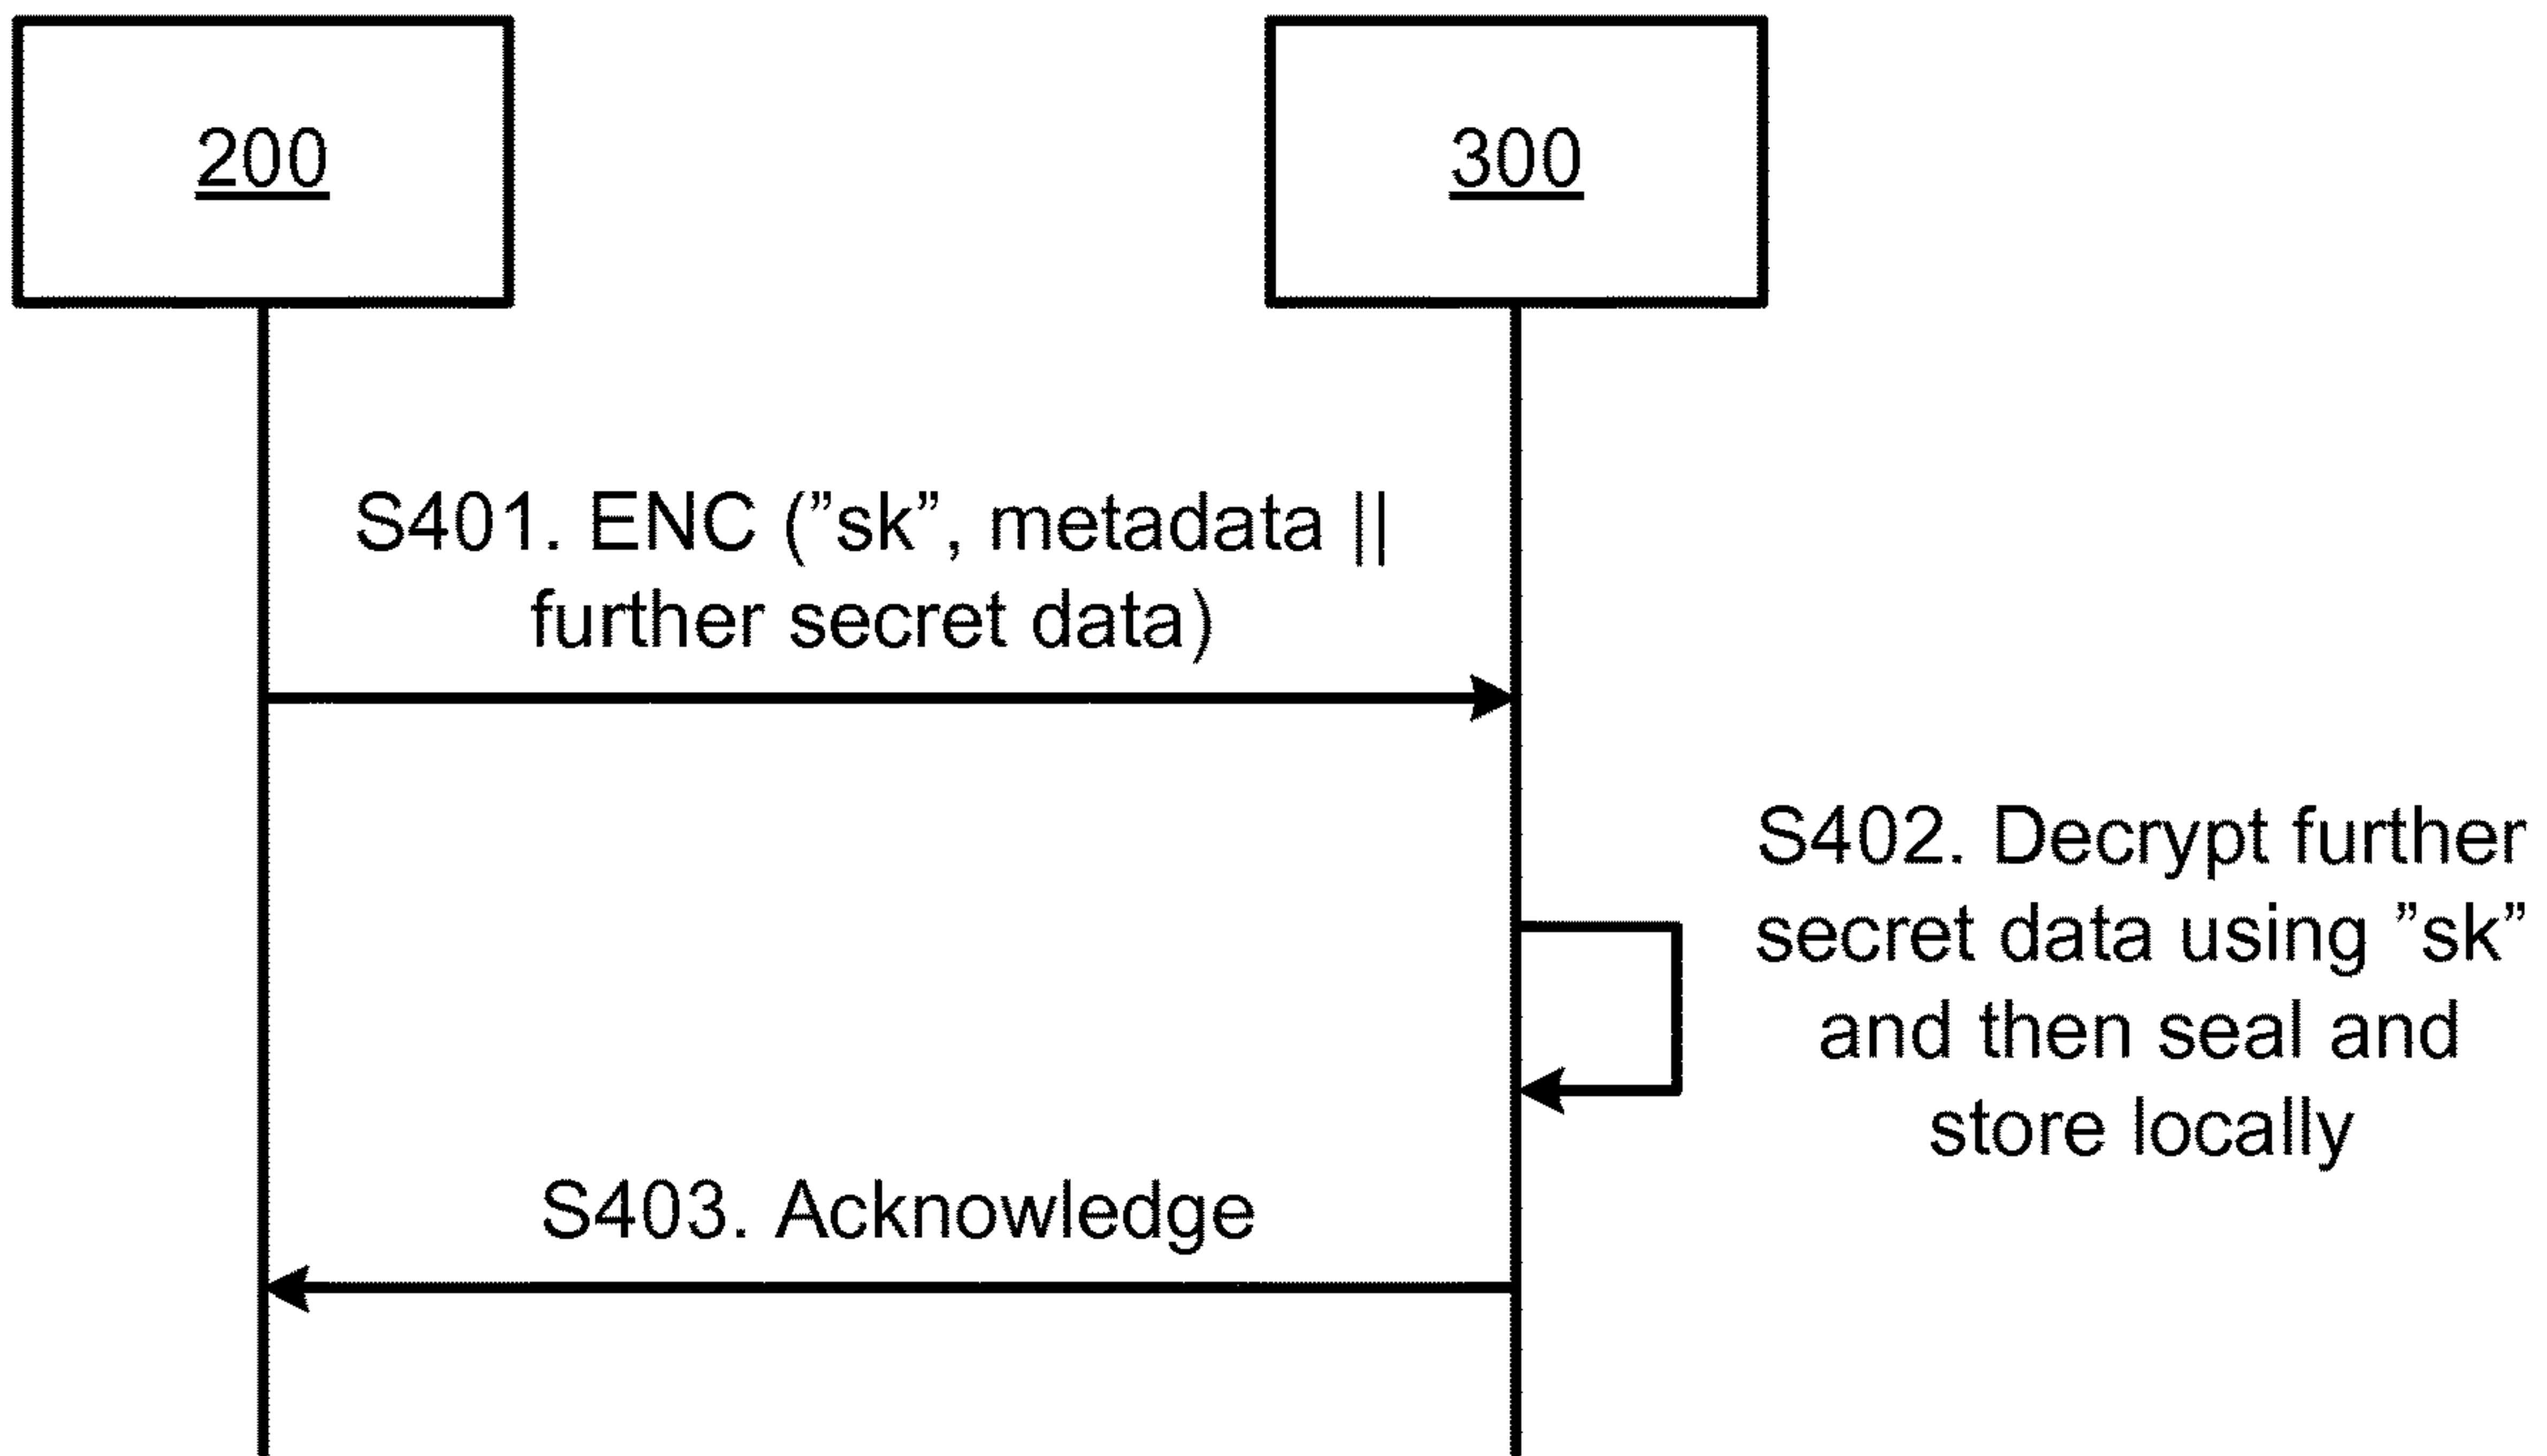 200
300
S401. ENC (”sk”, metadata ||
further secret data)
S402. Decrypt further
secret data using ”sk”
and then seal and
store locally
S403. Acknowledge